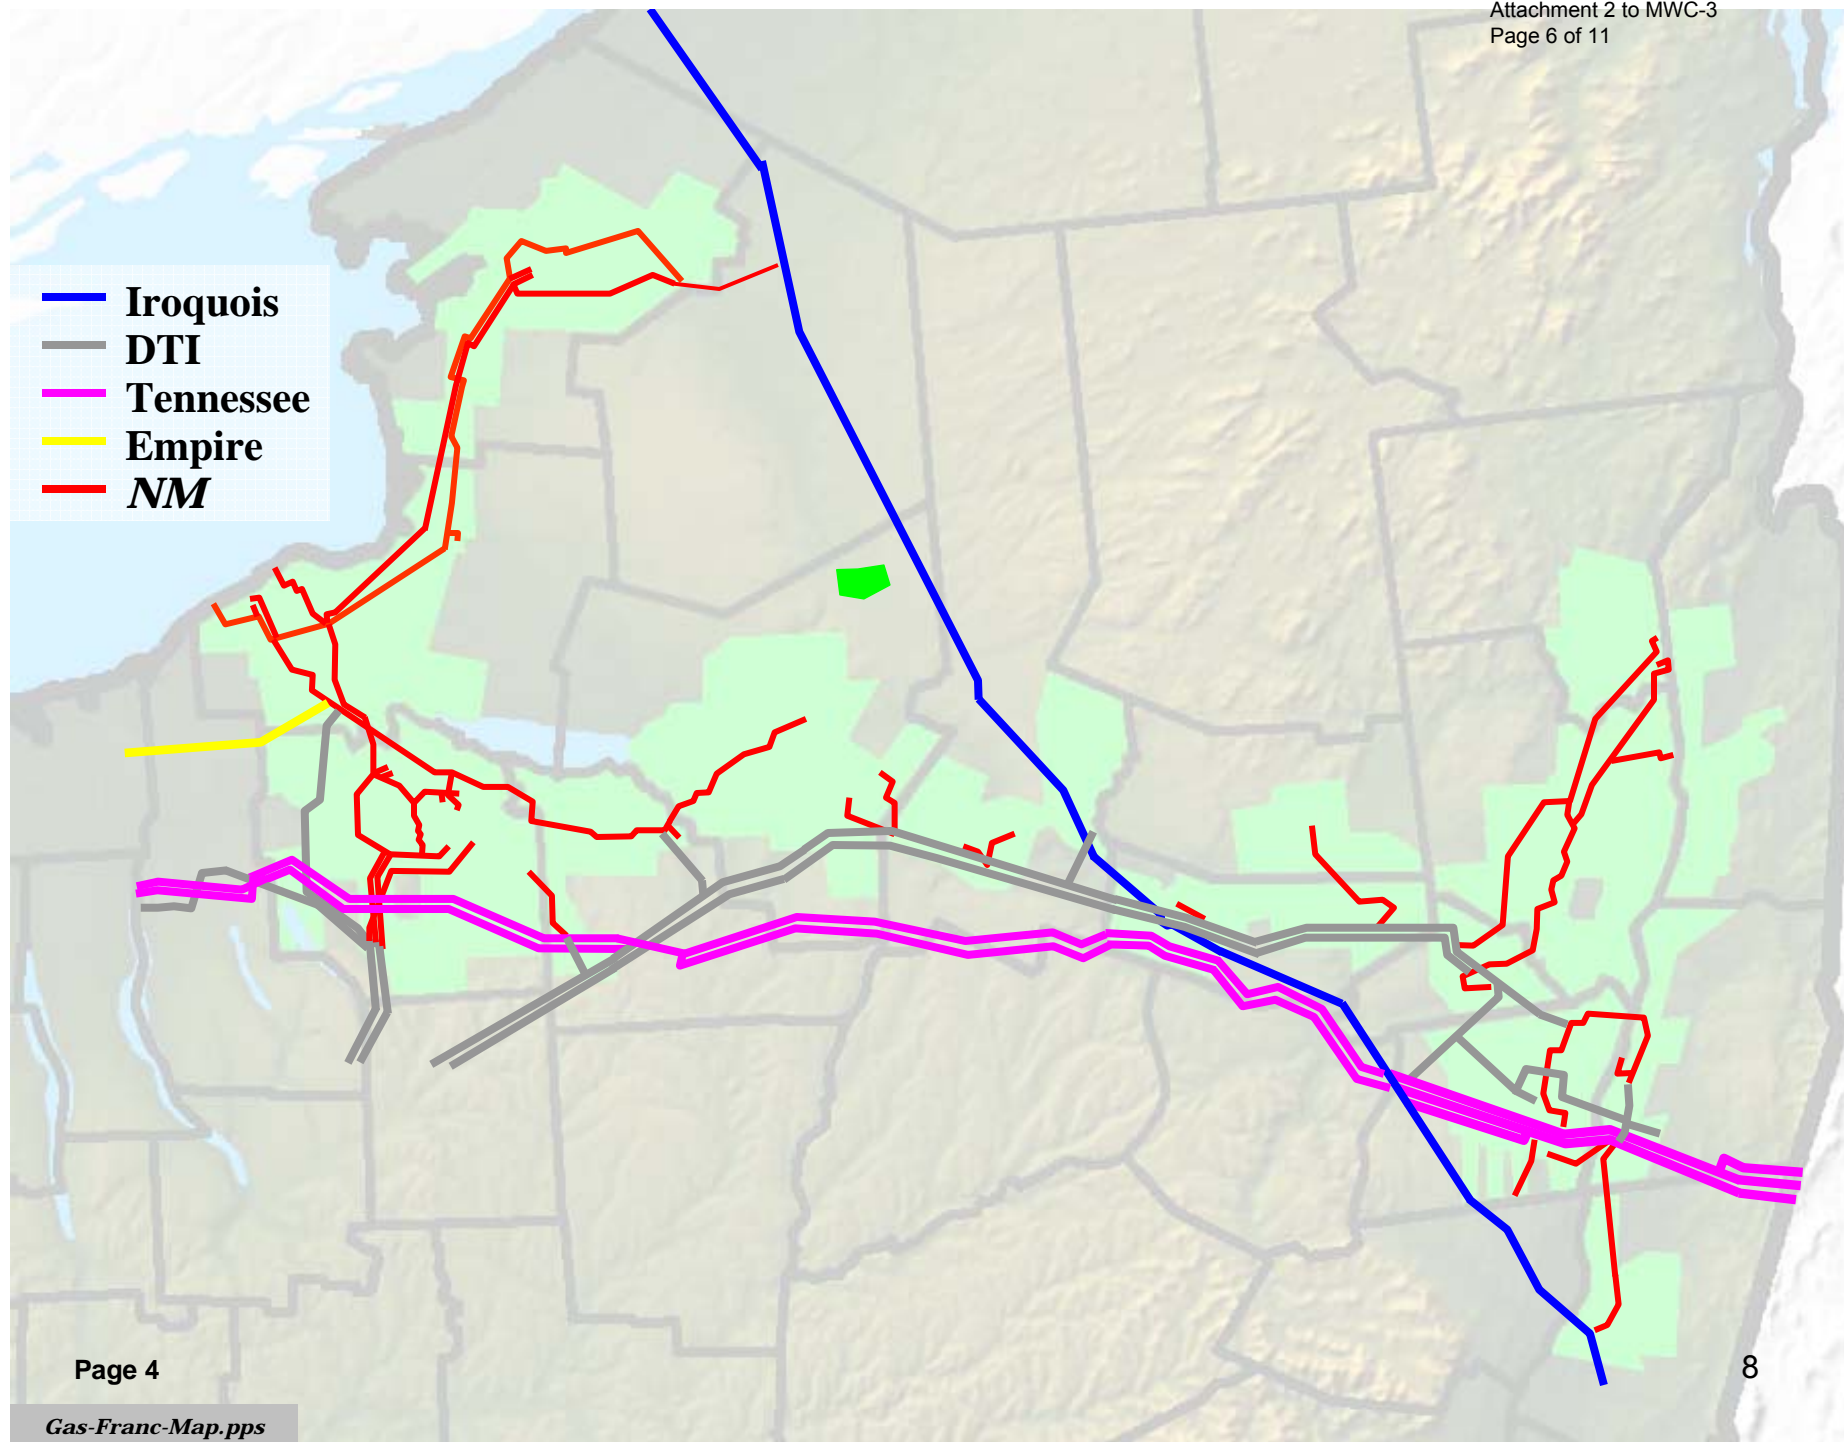 Attachment 2 to MWC-3
Page 6 of 11
Iroquois
DTI
Tennessee
Empire
NM
Page 4
8
Gas-Franc-Map.pps